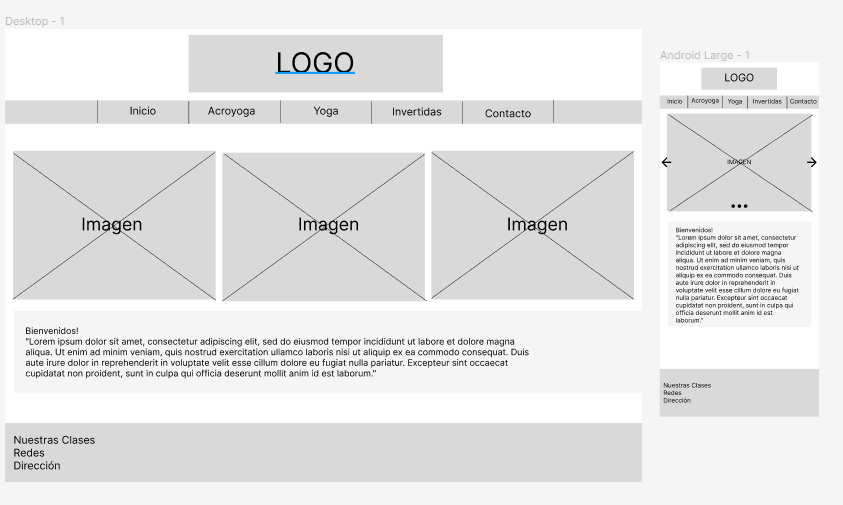 Desktop - 1
LOGO
Inicio
Acroyoga
Yoga
Invertidas
Contacto
Imagen
Imagen
Imagen
Bienvenidos!
"Lorem ipsum dolor sit amet, consectetur adipiscing elit, sed do eiusmod tempor incididunt ut labore et dolore magna
aliqua. Ut enim ad minim veniam, quis nostrud exercitation ullamco laboris nisi ut aliquip ex ea commodo consequat. Duis
aute irure dolor in reprehenderit in voluptate velit esse cillum dolore eu fugiat nulla pariatur. Excepteur sint occaecat
cupidatat non proident, sunt in culpa qui officia deserunt mollit anim id est laborum."
Nuestras Clases
Redes
Dirección
Android Large - 1
LOGO
Inicio
Acroyoga
Yoga
Invertidas
Contacto
IMAGEN
Bienvenidos!
"Lorem ipsum dolor sit amet, consectetur
adipiscing elit, sed do eiusmod tempor
incididunt ut labore et dolore magna
aliqua. Ut enim ad minim veniam, quis
nostrud exercitation ullamco laboris nisi ut
aliquip ex ea commodo consequat. Duis
aute irure dolor in reprehenderit in
voluptate velit esse cillum dolore eu fugiat
nulla pariatur. Excepteur sint occaecat
cupidatat non proident, sunt in culpa qui
officia deserunt mollit anim id est
laborum."
Nuestras Clases
Redes
Dirección